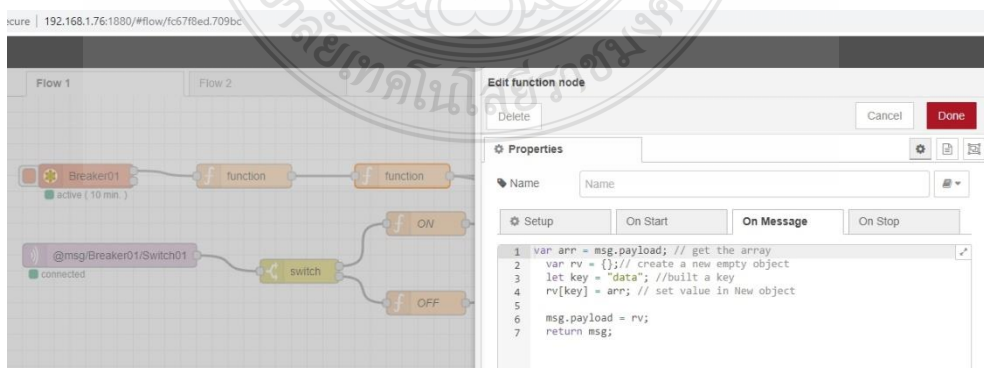 ecure | 192.168.1.76:1880/#flow/fc67f8ed.709bc
Flow 1
Flow 2
Edit function node
Delete
Cancel
Done
Properties
Name
Name
Setup
On Start
On Message
On Stop
1 var arr = msg.payload; // get the array
2 var rv = {};// create a new empty object
3 let key = "data"; //built a key
4 rv[key] = arr; // set value in New object
5
6 msg.payload = rv;
7 return msg;
Breaker01
active ( 10 min. )
f function
f function
@msg/Breaker01/Switch01
connected
switch
f ON
f OFF